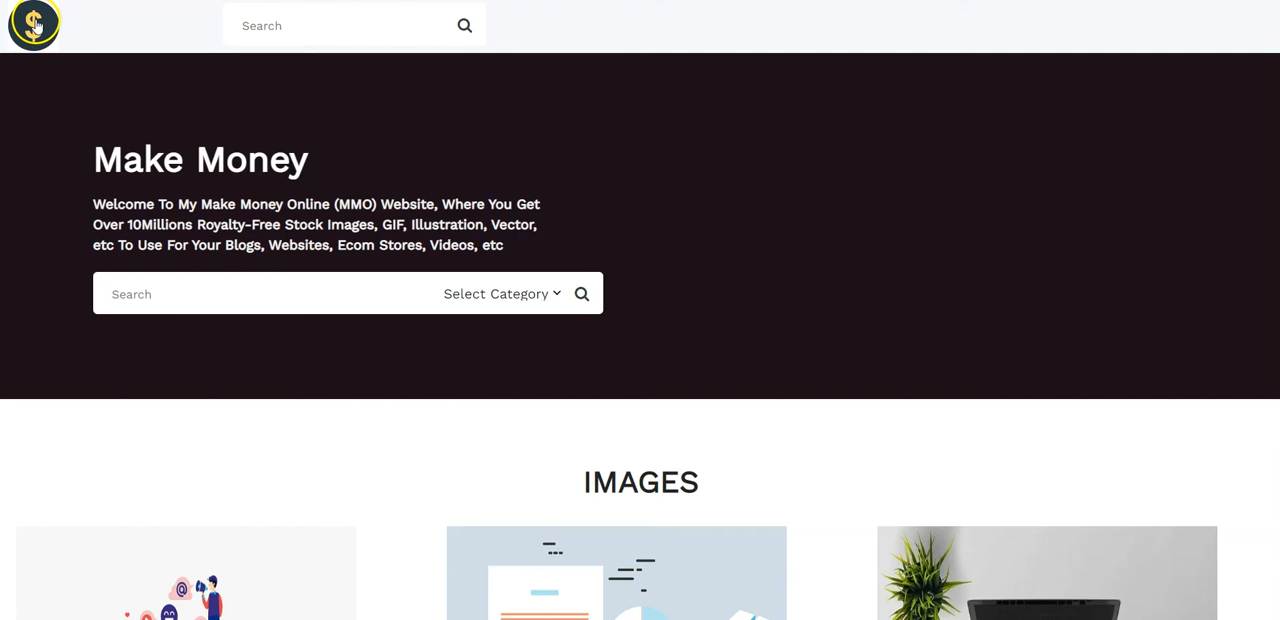 $
Search
Make Money
Welcome To My Make Money Online (MMO) Website, Where You Get
Over 10Millions Royalty-Free Stock Images, GIF, Illustration, Vector,
etc To Use For Your Blogs, Websites, Ecom Stores, Videos, etc
Search Select Category
IMAGES
@